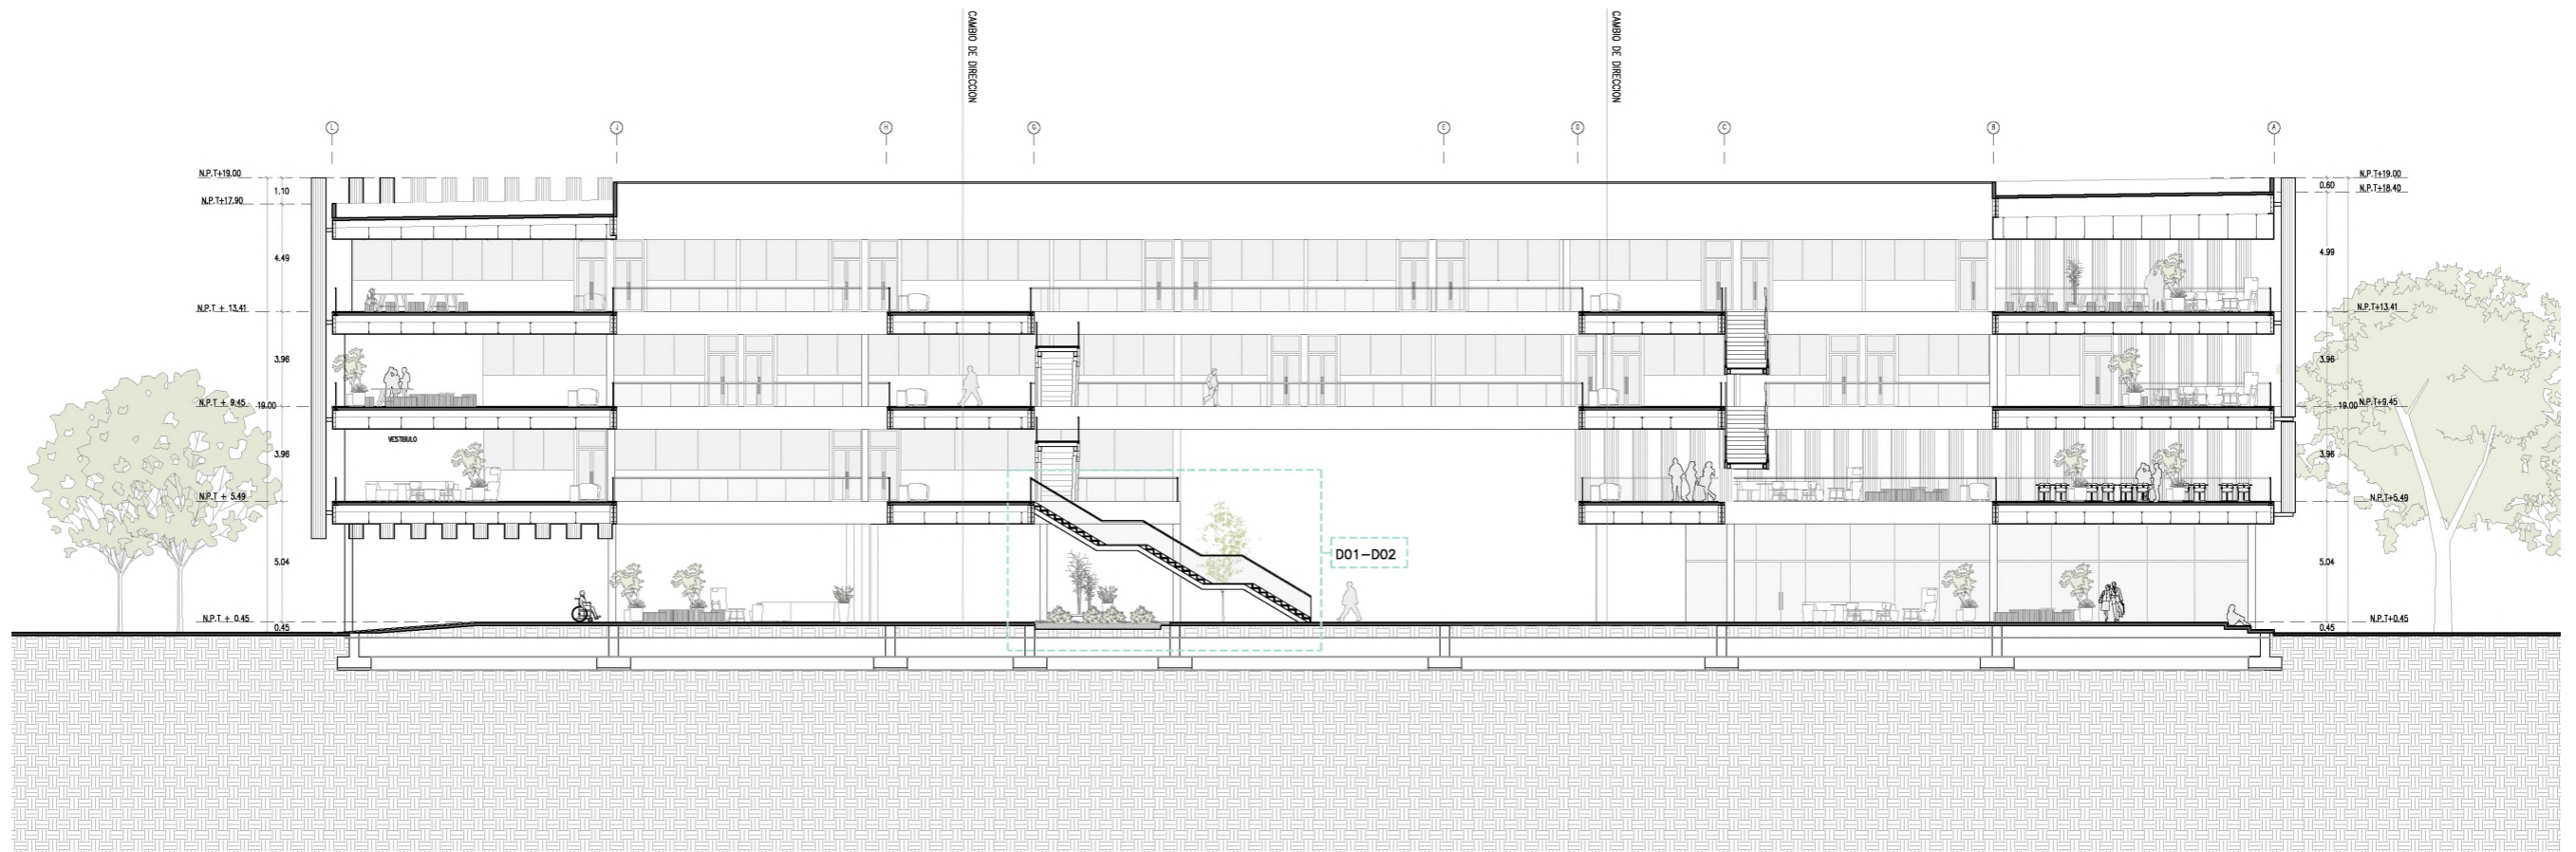 CAMBIO DE DIRECCION
CAMBIO DE DIRECCION
L
J
H
G
E
D
C
B
A
N.P.T+19.00
1.10
N.P.T+17.90
4.49
N.P.T + 13.41
3.96
N.P.T + 9.45
19.00
VESTIBULO
3.96
N.P.T + 5.49
5.04
N.P.T + 0.45
0.45
D01-D02
N.P.T+19.00
0.60
N.P.T+18.40
4.99
N.P.T+13.41
3.96
19.00
N.P.T+9.45
3.96
N.P.T+5.49
5.04
N.P.T+0.45
0.45